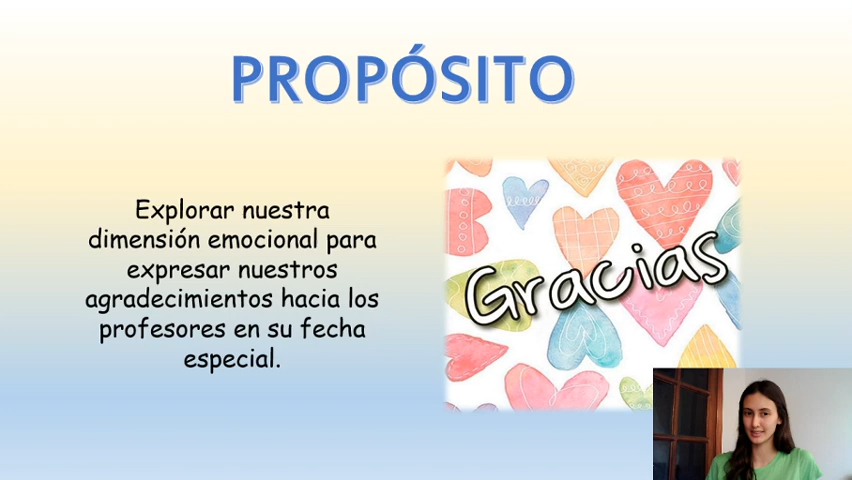 PROPÓSITO
Explorar nuestra
dimensión emocional para
expresar nuestros
agradecimientos hacia los
profesores en su fecha
especial.
Gracias